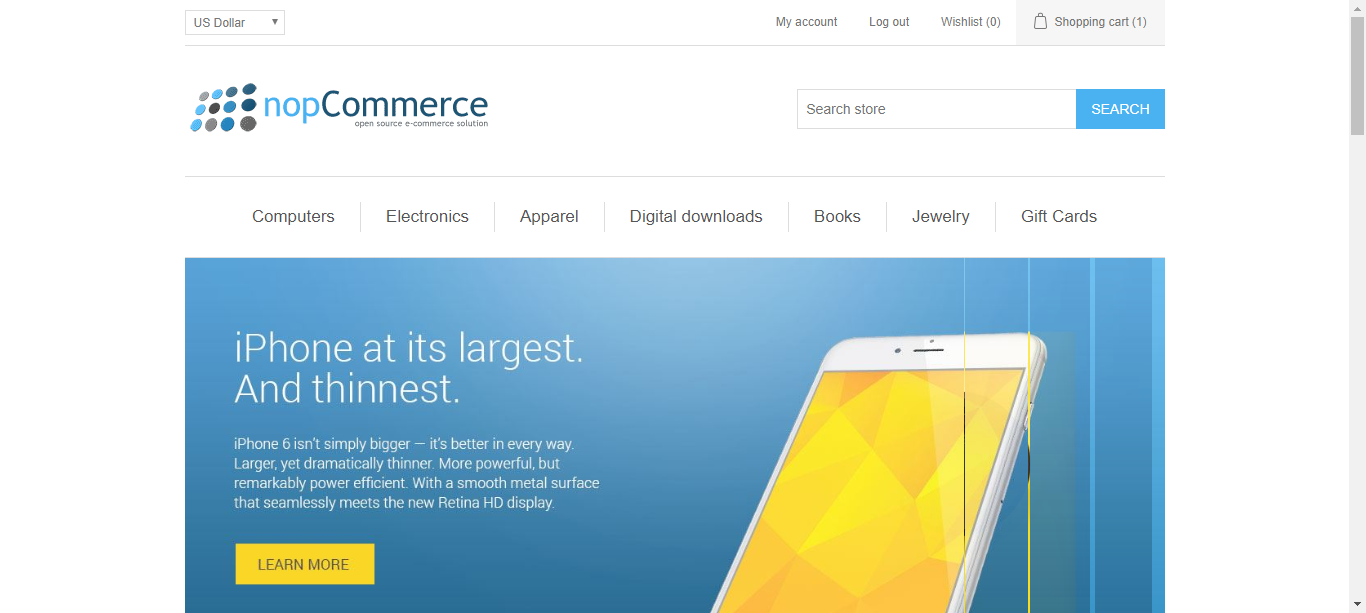 US Dollar
My account
Log out
Wishlist (0)
Shopping cart (1)
nopCommerce
open source e-commerce solution
Search store
SEARCH
Computers
Electronics
Apparel
Digital downloads
Books
Jewelry
Gift Cards
iPhone at its largest.
And thinnest.
iPhone 6 isn't simply bigger — it's better in every way.
Larger, yet dramatically thinner. More powerful, but
remarkably power efficient. With a smooth metal surface
that seamlessly meets the new Retina HD display.
LEARN MORE